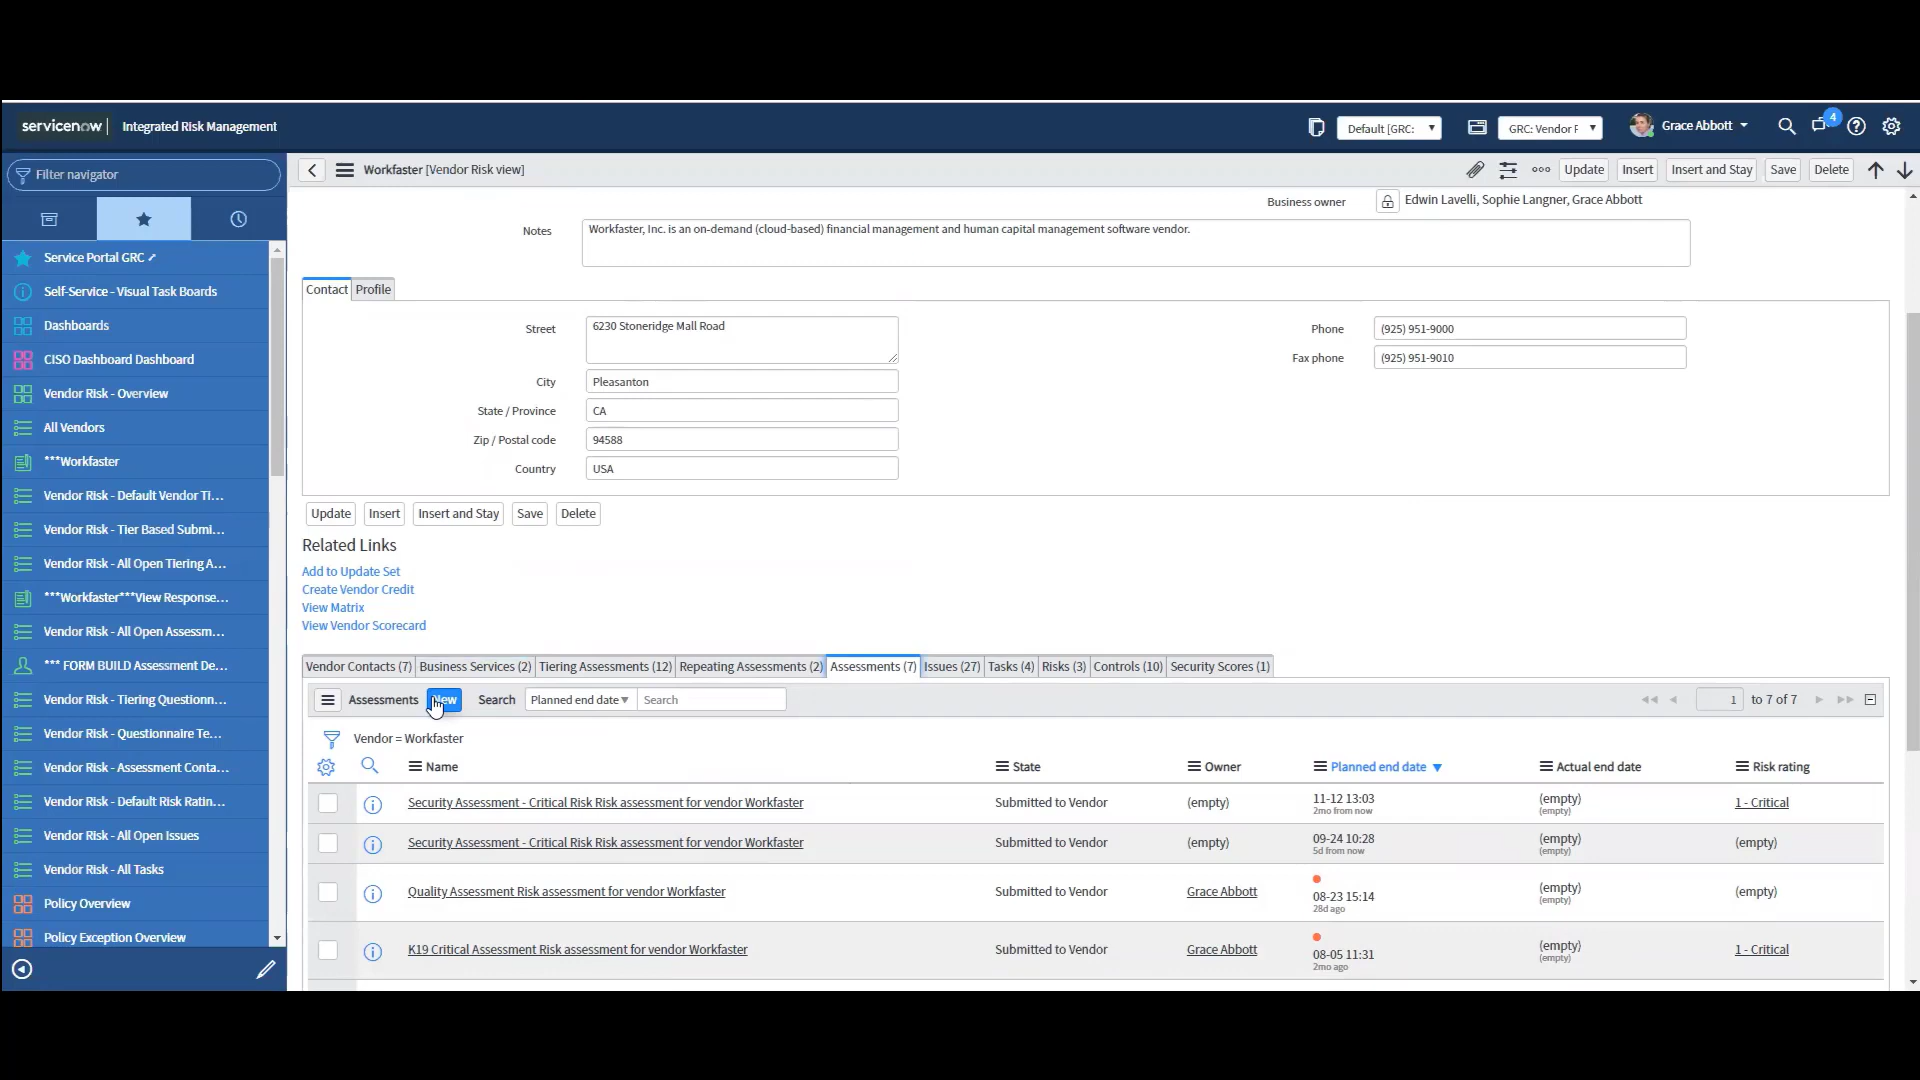 servicenow Integrated Risk Management Default [GRC: GRC: Vendor F Grace Abbott 4
Filter navigator
Workfaster [Vendor Risk view] Update Insert Insert and Stay Save Delete
Business owner Edwin Lavelli, Sophie Langner, Grace Abbott
Notes Workfaster, Inc. is an on-demand (cloud-based) financial management and human capital management software vendor.
Service Portal GRC
Self-Service - Visual Task Boards
Dashboards
CISO Dashboard Dashboard
Vendor Risk - Overview
All Vendors
***Workfaster
Vendor Risk - Default Vendor Ti...
Vendor Risk - Tier Based Submi...
Vendor Risk - All Open Tiering A...
***Workfaster***View Response...
Vendor Risk - All Open Assessm...
*** FORM BUILD Assessment De...
Vendor Risk - Tiering Questionn...
Vendor Risk - Questionnaire Te...
Vendor Risk - Assessment Conta...
Vendor Risk - Default Risk Ratin...
Vendor Risk - All Open Issues
Vendor Risk - All Tasks
Policy Overview
Policy Exception Overview
Contact Profile
Street 6230 Stoneridge Mall Road
Phone (925) 951-9000
Fax phone (925) 951-9010
City Pleasanton
State / Province CA
Zip / Postal code 94588
Country USA
Update Insert Insert and Stay Save Delete
Related Links
Add to Update Set
Create Vendor Credit
View Matrix
View Vendor Scorecard
Vendor Contacts (7) Business Services (2) Tiering Assessments (12) Repeating Assessments (2) Assessments (7) Issues (27) Tasks (4) Risks (3) Controls (10) Security Scores (1)
Assessments New Search Planned end date Search 1 to 7 of 7
Vendor = Workfaster
Name State Owner Planned end date Actual end date Risk rating
Security Assessment - Critical Risk Risk assessment for vendor Workfaster Submitted to Vendor (empty) 11-12 13:03 (empty) 1 - Critical
2mo from now (empty)
Security Assessment - Critical Risk Risk assessment for vendor Workfaster Submitted to Vendor (empty) 09-24 10:28 (empty) (empty)
5d from now (empty)
Quality Assessment Risk assessment for vendor Workfaster Submitted to Vendor Grace Abbott 08-23 15:14 (empty) (empty)
28d ago (empty)
K19 Critical Assessment Risk assessment for vendor Workfaster Submitted to Vendor Grace Abbott 08-05 11:31 (empty) 1 - Critical
2mo ago (empty)